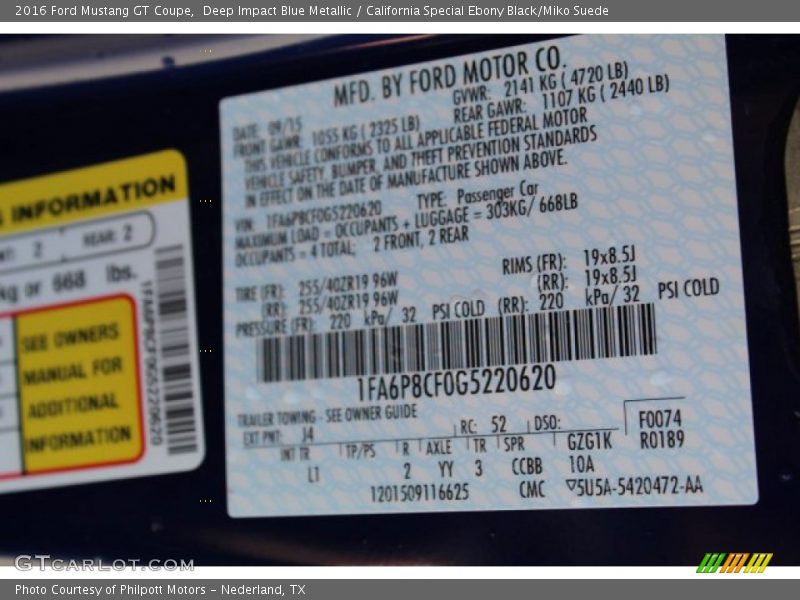 2016 Ford Mustang GT Coupe, Deep Impact Blue Metallic / California Special Ebony Black/Miko Suede
MFD. BY FORD MOTOR CO.
DATE: 09/15 GVWR: 2141 KG ( 4720 LB)
FRONT GAWR: 1055 KG ( 2325 LB) REAR GAWR: 1107 KG ( 2440 LB)
THIS VEHICLE CONFORMS TO ALL APPLICABLE FEDERAL MOTOR
VEHICLE SAFETY, BUMPER, AND THEFT PREVENTION STANDARDS
IN EFFECT ON THE DATE OF MANUFACTURE SHOWN ABOVE.
VIN: 1FA6P8CF0G5220620 TYPE: Passenger Car
MAXIMUM LOAD = OCCUPANTS + LUGGAGE = 303KG/ 668LB
OCCUPANTS = 4 TOTAL; 2 FRONT, 2 REAR
TIRE (FR): 255/40ZR19 96W RIMS (FR): 19x8.5J
(RR): 255/40ZR19 96W (RR): 19x8.5J
PRESSURE (FR): 220 kPa/ 32 PSI COLD (RR): 220 kPa/ 32 PSI COLD
1FA6P8CF0G5220620
TRAILER TOWING - SEE OWNER GUIDE
EXT PNT: J4 RC: 52 DSO: F0074
INT TR TP/PS R AXLE TR SPR GZG1K R0189
L1 2 YY 3 CCBB 10A
1201509116625 CMC ▽5U5A-5420472-AA
INFORMATION
2 REAR: 2
kg or 668 lbs.
SEE OWNERS
MANUAL FOR
ADDITIONAL
INFORMATION
1FA6P8CF0G5220620
GTCARLOT.COM
Photo Courtesy of Philpott Motors - Nederland, TX